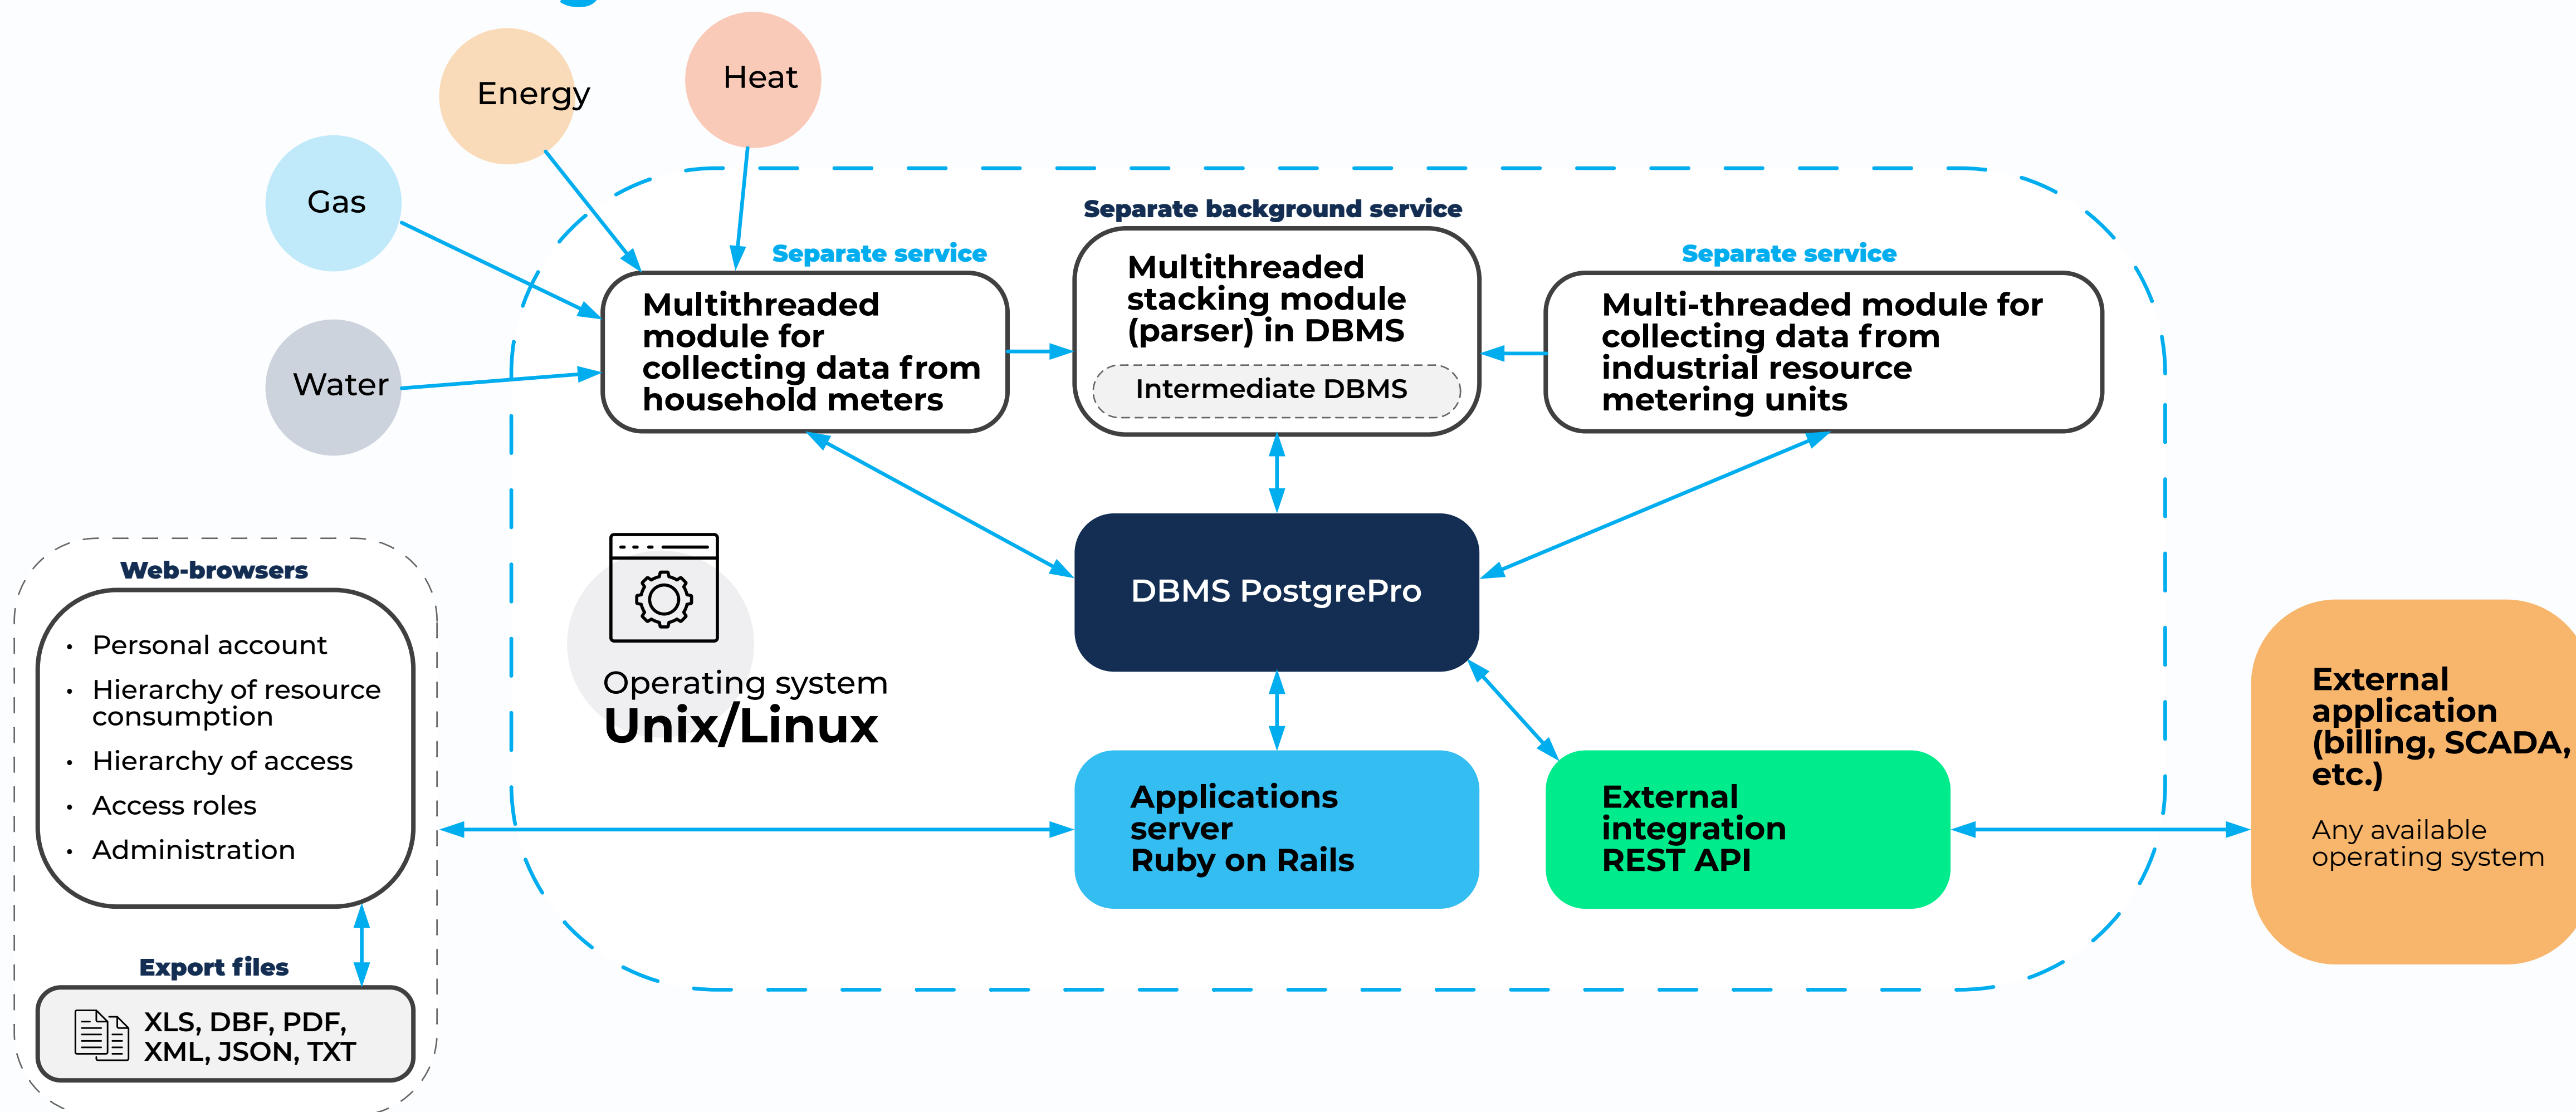 Energy
Heat
Gas
Water
Separate service
Multithreaded
module for
collecting data from
household meters
Separate background service
Multithreaded
stacking module
(parser) in DBMS
Intermediate DBMS
Separate service
Multi-threaded module for
collecting data from
industrial resource
metering units
DBMS PostgrePro
Operating system
Unix/Linux
Web-browsers
• Personal account
• Hierarchy of resource
consumption
• Hierarchy of access
• Access roles
• Administration
Export files
XLS, DBF, PDF,
XML, JSON, TXT
Applications
server
Ruby on Rails
External
integration
REST API
External
application
(billing, SCADA,
etc.)
Any available
operating system